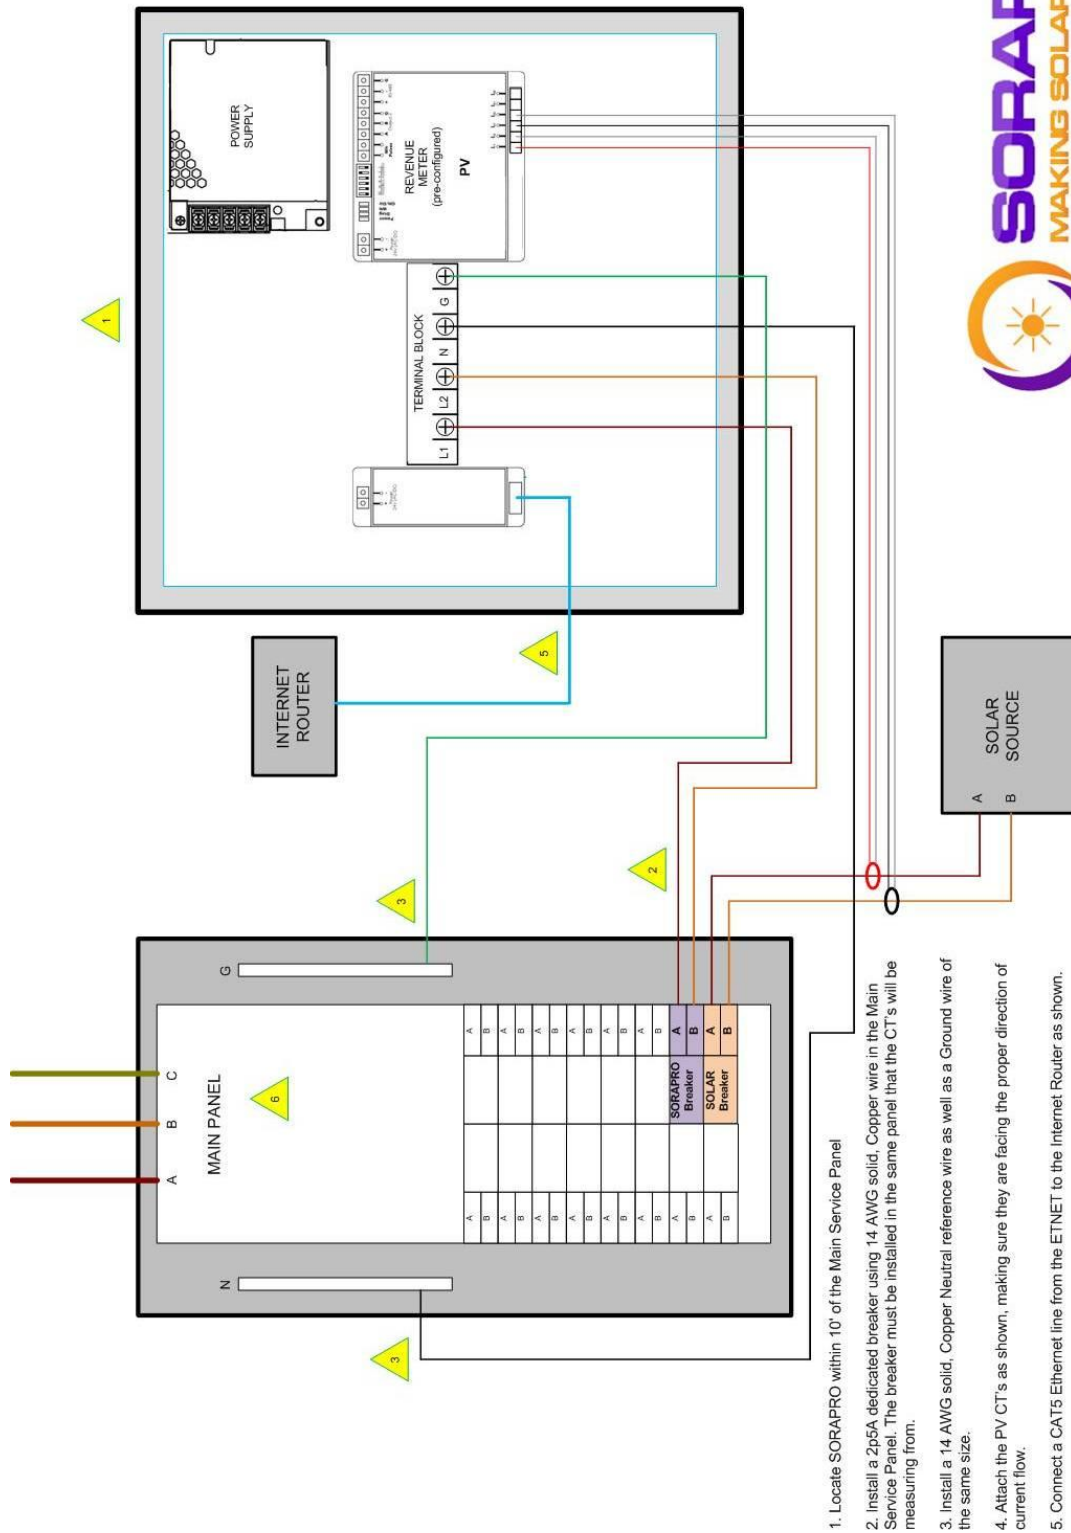 MAIN PANEL
A
B
C
N
G
6
3
3
2
5
1
A
B
A
B
A
B
A
B
A
B
A
B
A
B
A
B
A
B
A
B
A
B
A
B
A
B
A
B
SORAPRO
Breaker
A
B
SOLAR
Breaker
A
B
INTERNET
ROUTER
POWER
SUPPLY
TERMINAL BLOCK
L1
L2
N
G
REVENUE
METER
(pre-configured)
PV
SOLAR
SOURCE
A
B
1. Locate SORAPRO within 10' of the Main Service Panel
2. Install a 2p5A dedicated breaker using 14 AWG solid, Copper wire in the Main
Service Panel. The breaker must be installed in the same panel that the CT's will be
measuring from.
3. Install a 14 AWG solid, Copper Neutral reference wire as well as a Ground wire of
the same size.
4. Attach the PV CT's as shown, making sure they are facing the proper direction of
current flow.
5. Connect a CAT5 Ethernet line from the ETNET to the Internet Router as shown.
MAKING SOLAR